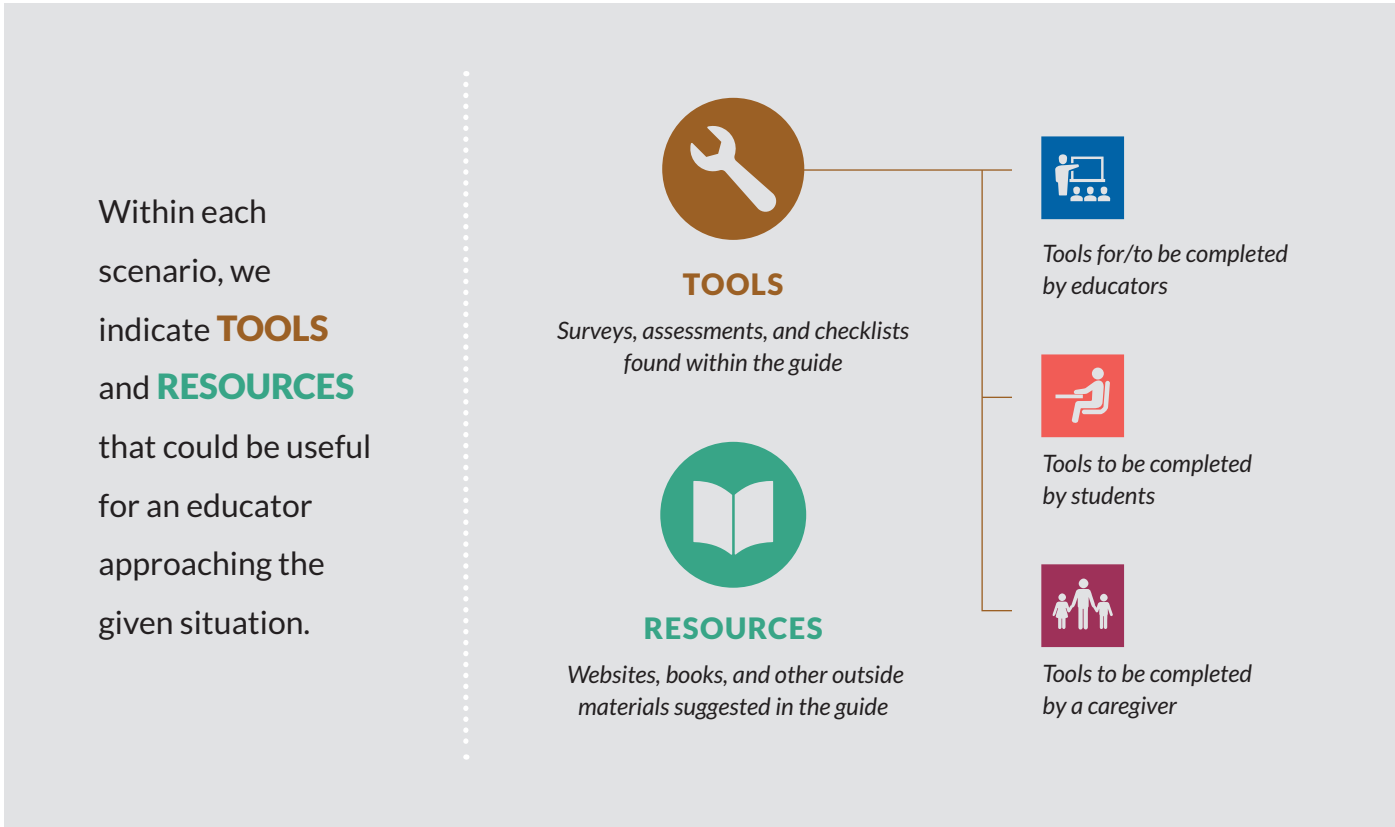 Within each
scenario, we
indicate TOOLS
and RESOURCES
that could be useful
for an educator
approaching the
given situation.
TOOLS
Surveys, assessments, and checklists
found within the guide
RESOURCES
Websites, books, and other outside
materials suggested in the guide
Tools for/to be completed
by educators
Tools to be completed
by students
Tools to be completed
by a caregiver